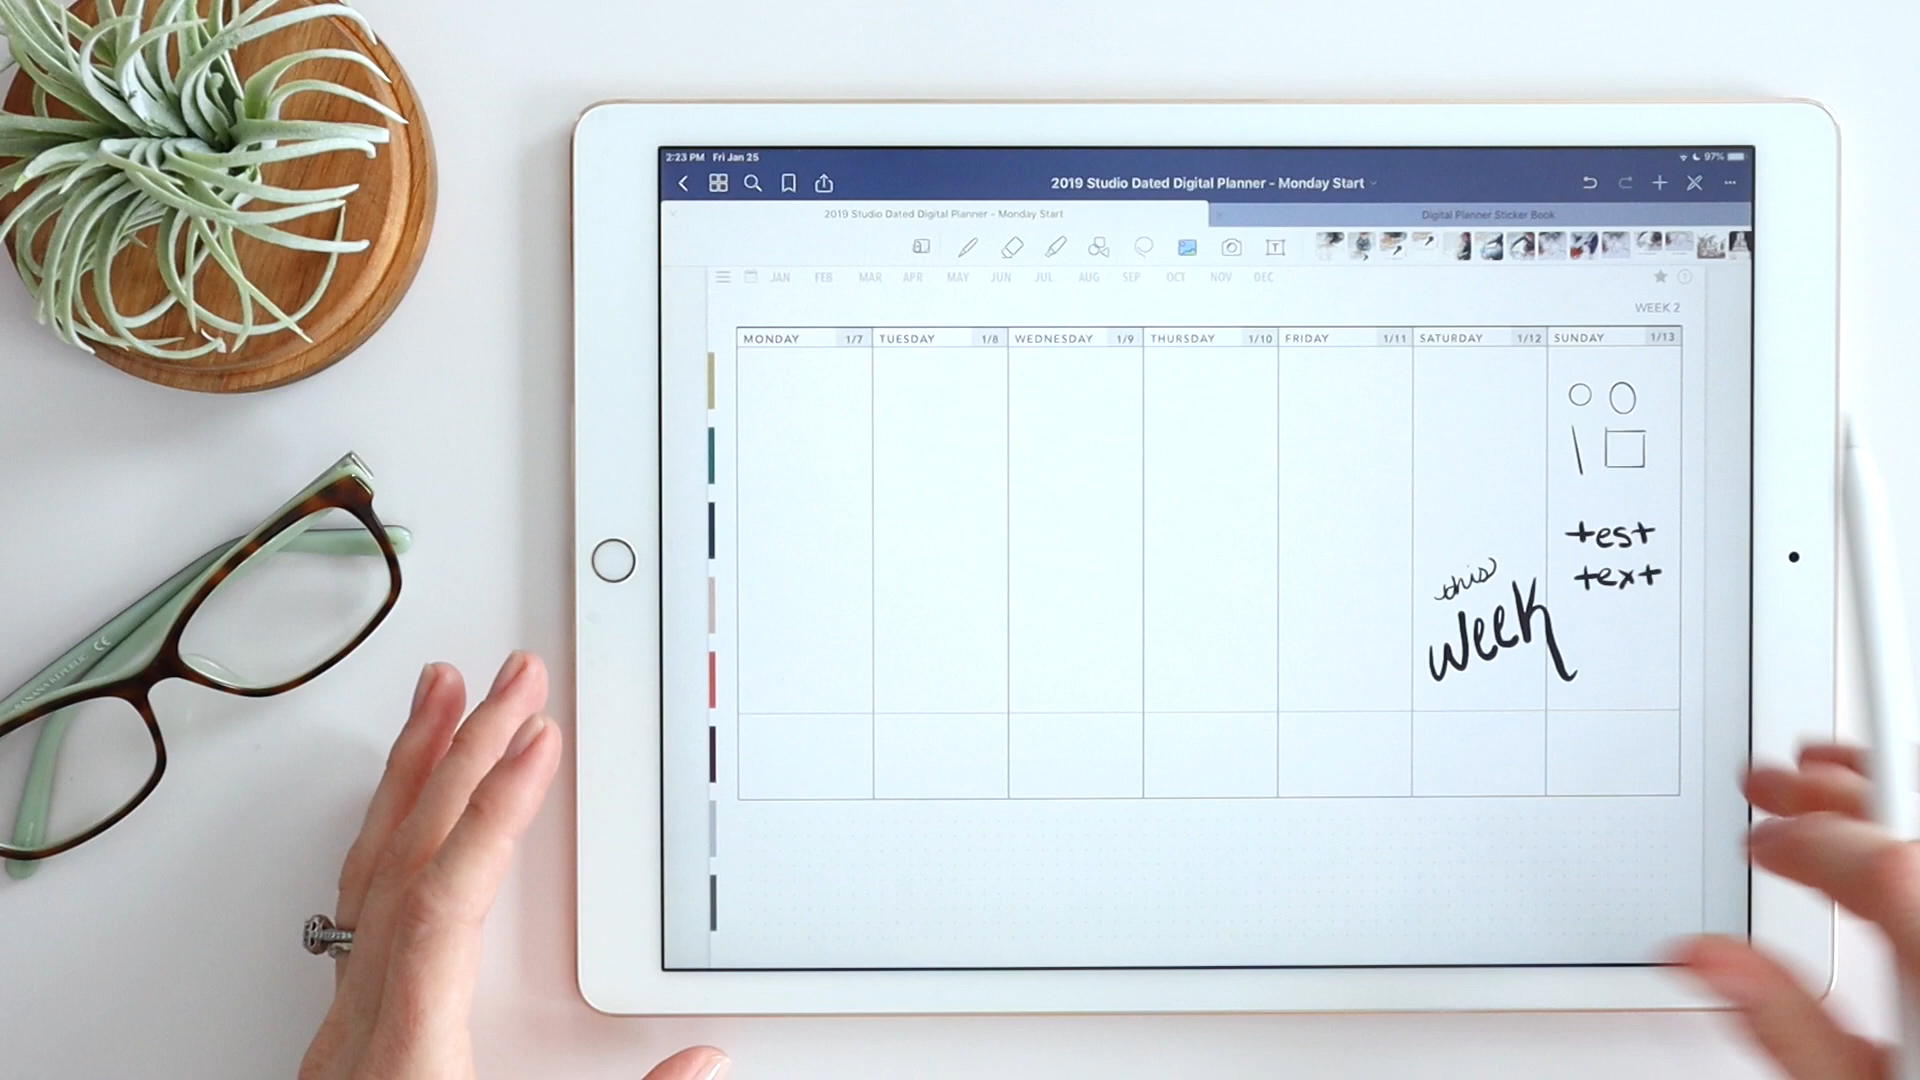 2:23 PM Fri Jan 25 97%
2019 Studio Dated Digital Planner - Monday Start
2019 Studio Dated Digital Planner - Monday Start Digital Planner Sticker Book
JAN FEB MAR APR MAY JUN JUL AUG SEP OCT NOV DEC
WEEK 2
MONDAY 1/7 TUESDAY 1/8 WEDNESDAY 1/9 THURSDAY 1/10 FRIDAY 1/11 SATURDAY 1/12 SUNDAY 1/13
test
text
this
week
BANANA REPUBLIC CE